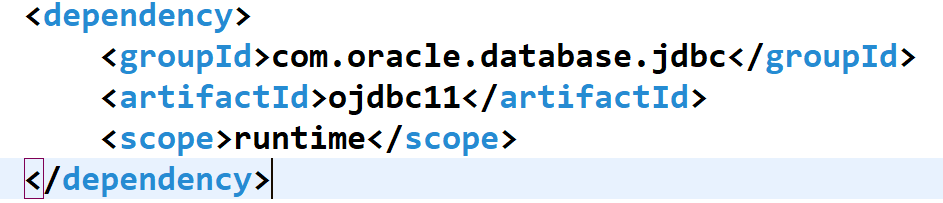 <dependency>
    <groupId>com.oracle.database.jdbc</groupId>
    <artifactId>ojdbc11</artifactId>
    <scope>runtime</scope>
</dependency>